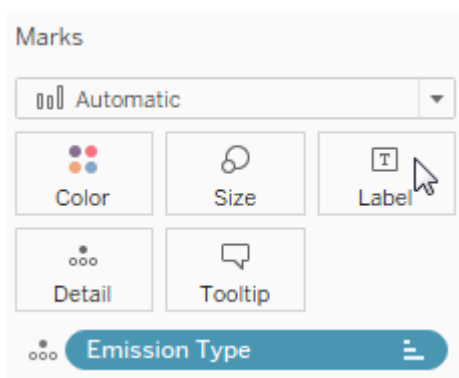 Marks
Automatic
Color Size Label
Detail Tooltip
Emission Type